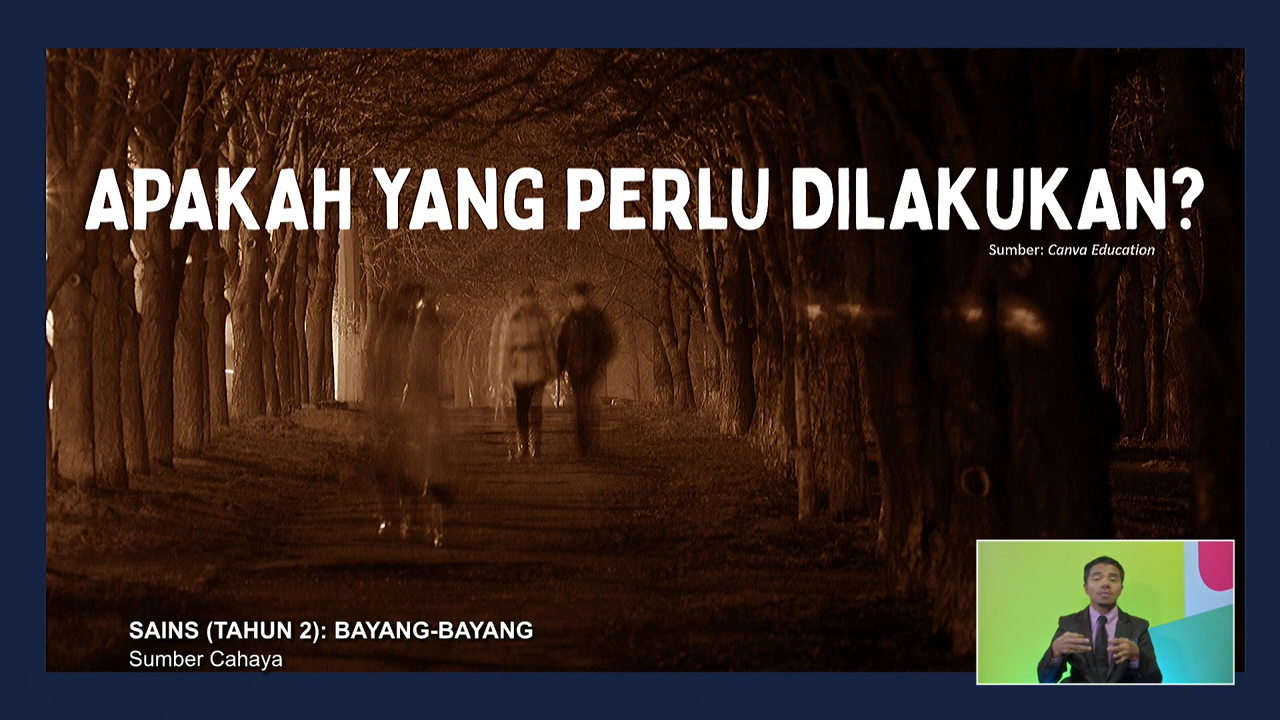 APAKAH YANG PERLU DILAKUKAN?
Sumber: Canva Education
SAINS (TAHUN 2): BAYANG-BAYANG
Sumber Cahaya